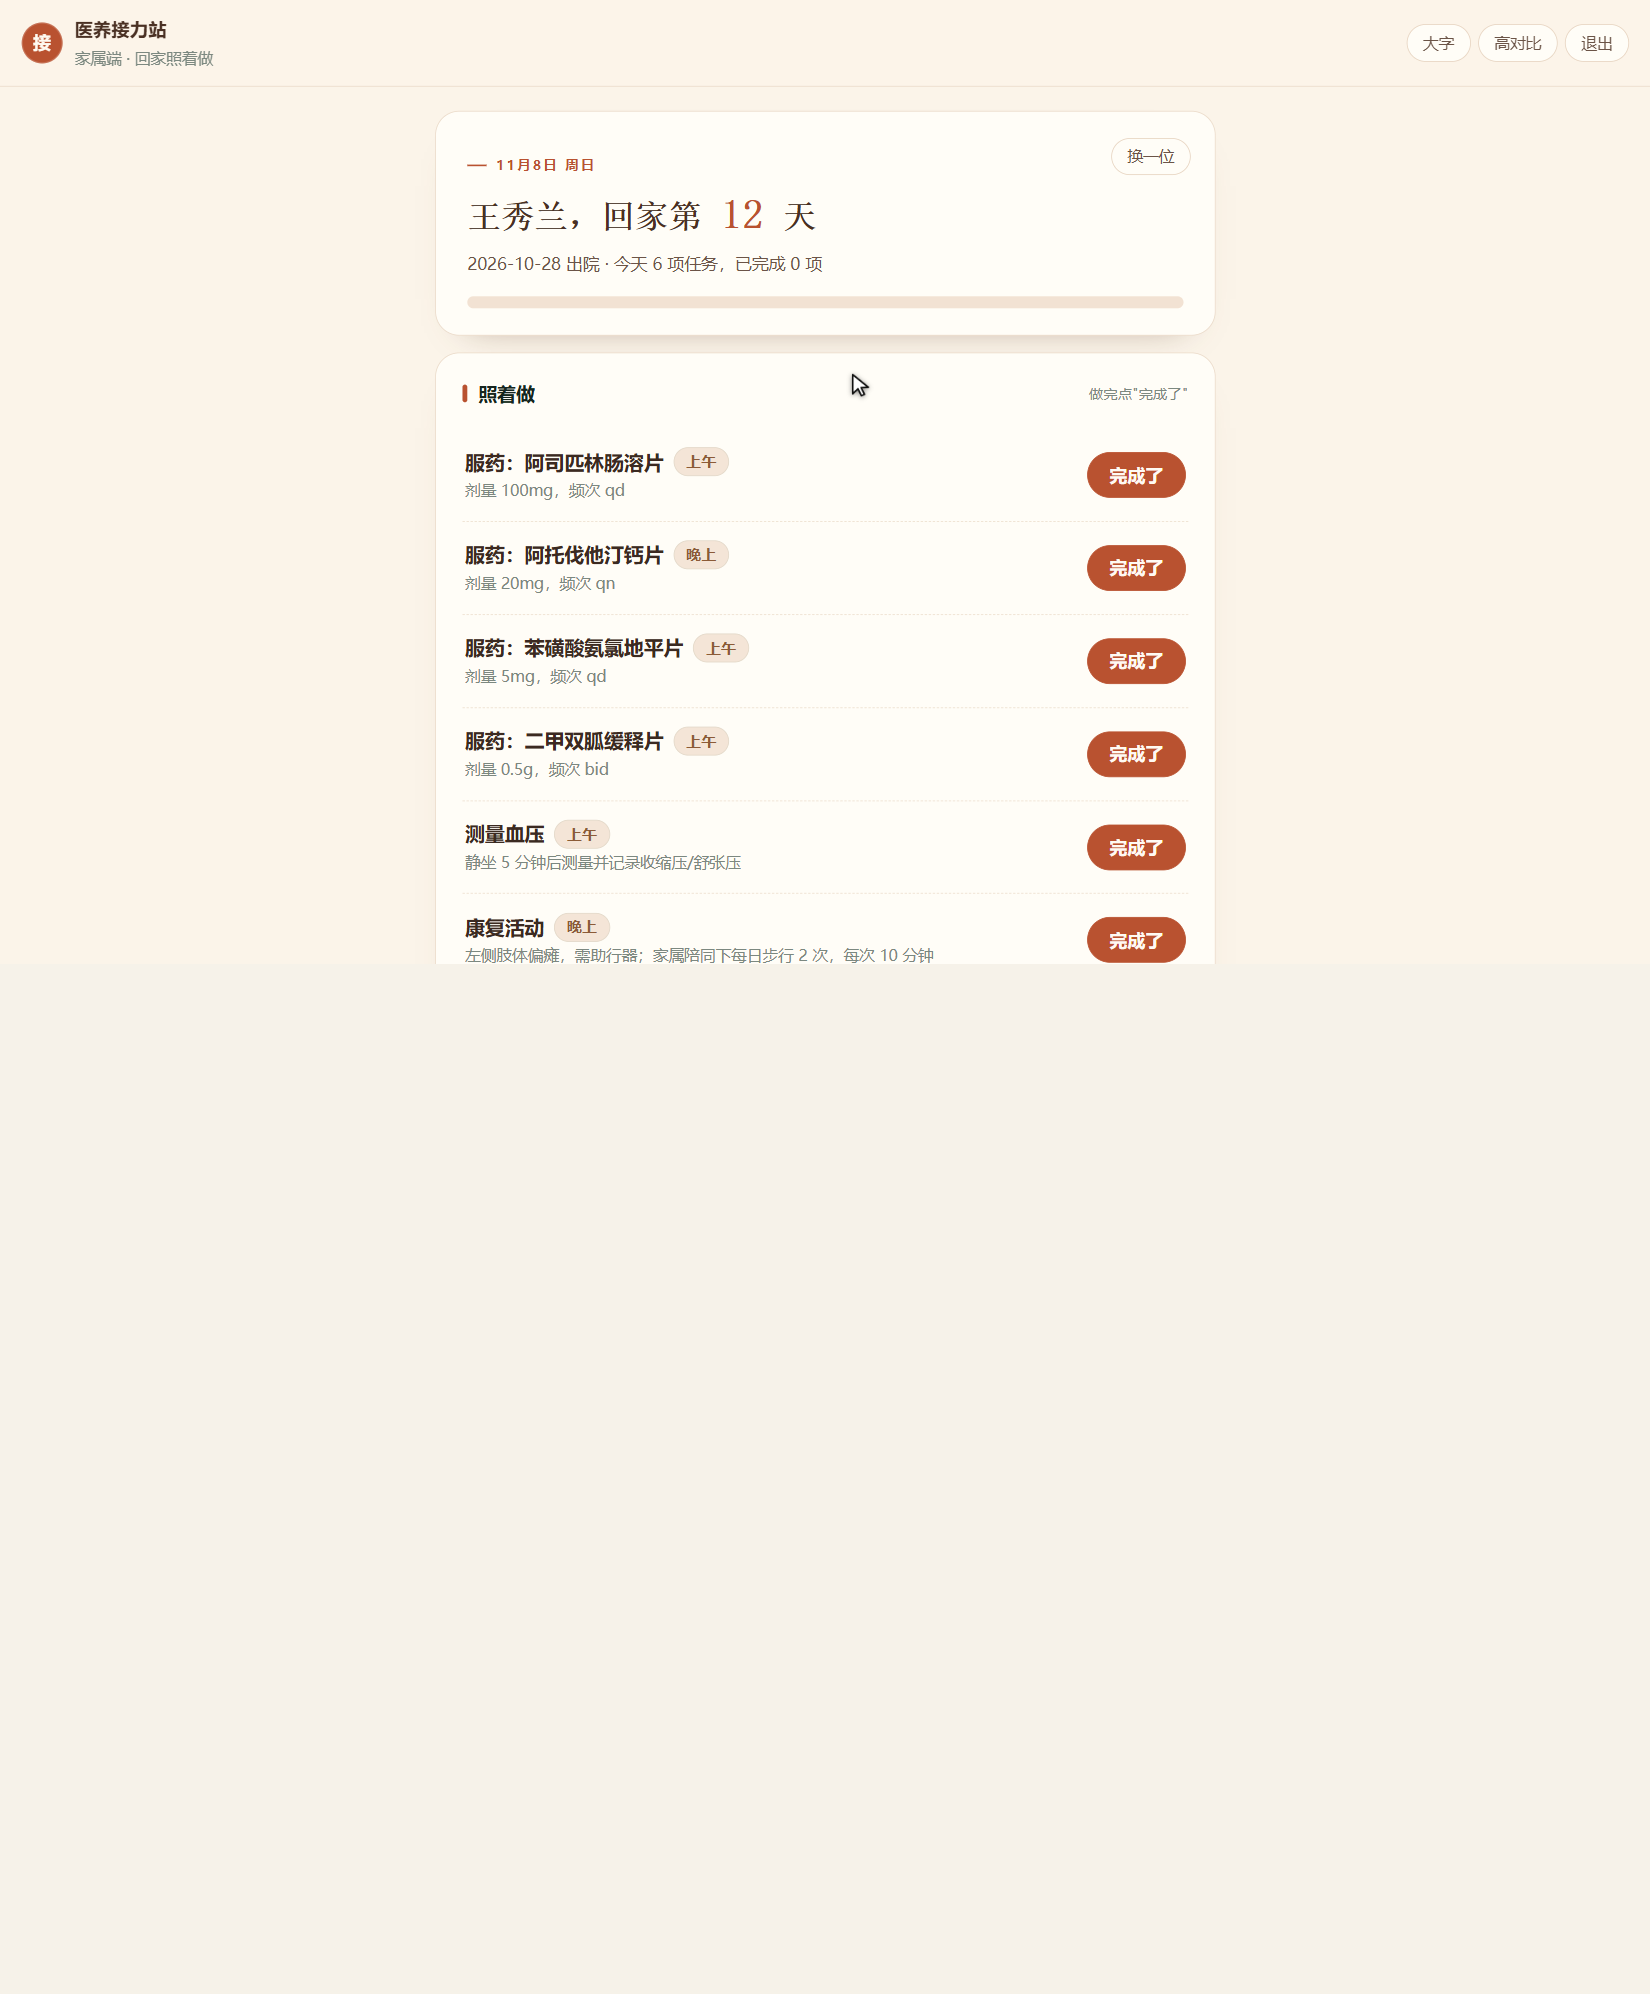 接
医养接力站
家属端 · 回家照着做
大字
高对比
退出
11月8日 周日
换一位
王秀兰，回家第 12 天
2026-10-28 出院 · 今天 6 项任务，已完成 0 项
照着做
做完点"完成了"
服药：阿司匹林肠溶片 上午
剂量 100mg，频次 qd
完成了
服药：阿托伐他汀钙片 晚上
剂量 20mg，频次 qn
完成了
服药：苯磺酸氨氯地平片 上午
剂量 5mg，频次 qd
完成了
服药：二甲双胍缓释片 上午
剂量 0.5g，频次 bid
完成了
测量血压 上午
静坐 5 分钟后测量并记录收缩压/舒张压
完成了
康复活动 晚上
左侧肢体偏瘫，需助行器；家属陪同下每日步行 2 次，每次 10 分钟
完成了